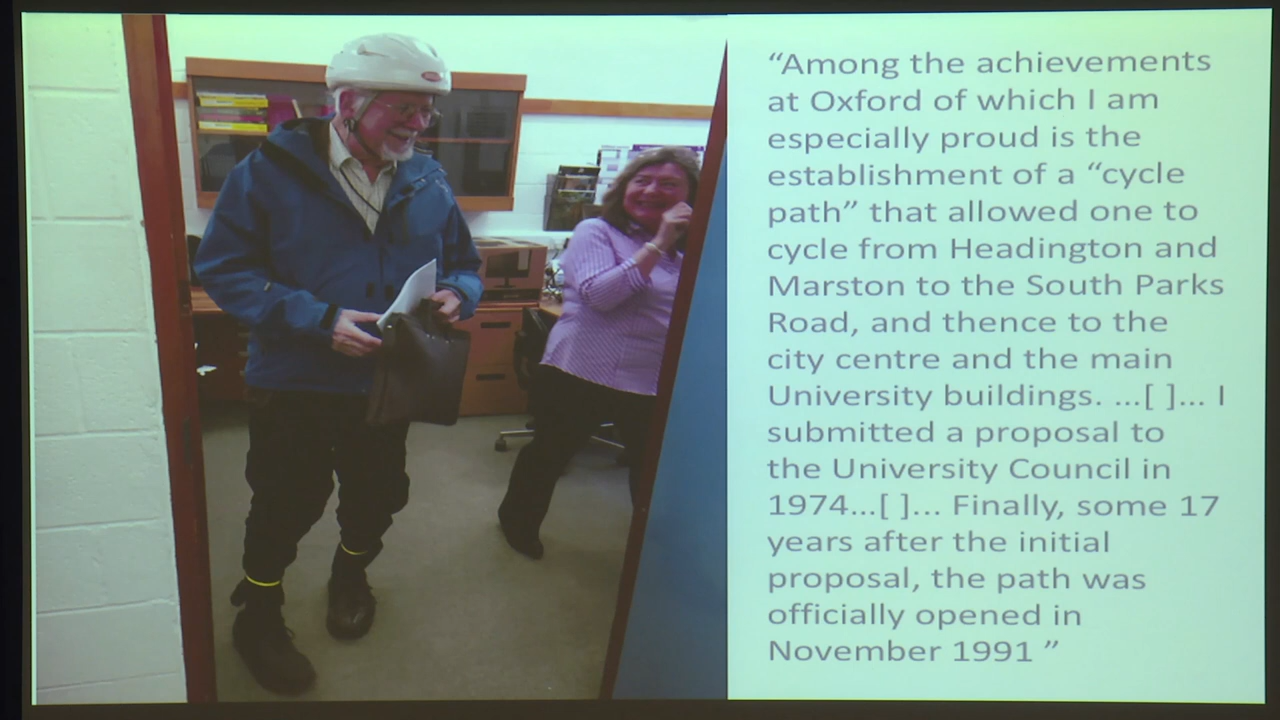 “Among the achievements
at Oxford of which I am
especially proud is the
establishment of a “cycle
path” that allowed one to
cycle from Headington and
Marston to the South Parks
Road, and thence to the
city centre and the main
University buildings. ...[ ]... I
submitted a proposal to
the University Council in
1974...[ ]... Finally, some 17
years after the initial
proposal, the path was
officially opened in
November 1991 ”